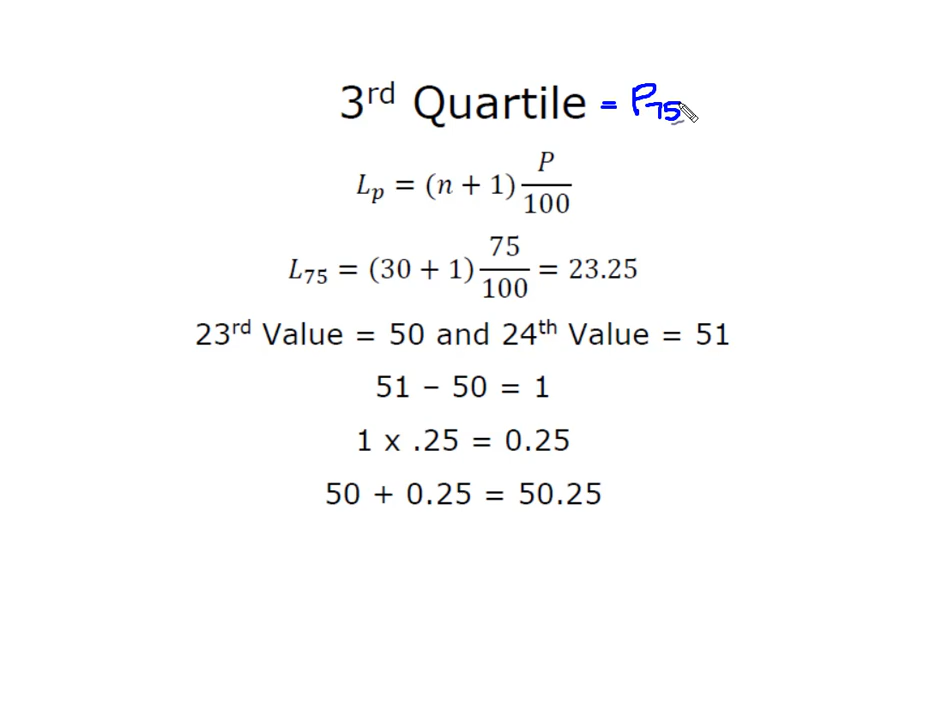 3rd Quartile = P75
Lp = (n + 1) P/100
L75 = (30 + 1) 75/100 = 23.25
23rd Value = 50 and 24th Value = 51
51 – 50 = 1
1 x .25 = 0.25
50 + 0.25 = 50.25